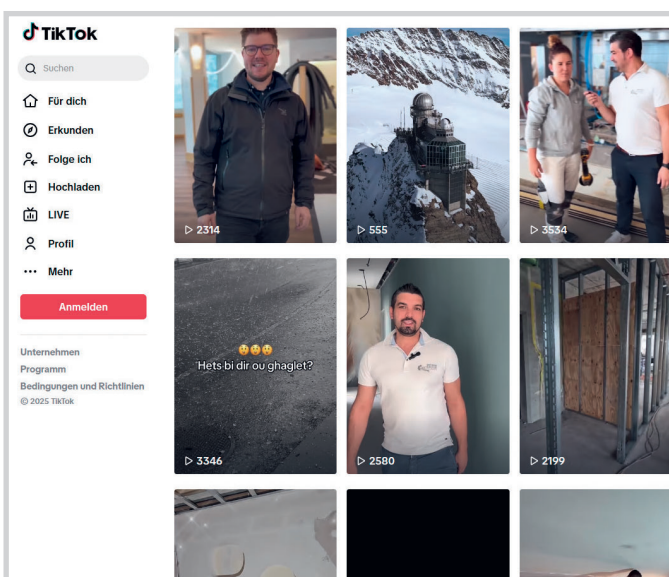 TikTok
Suchen
Für dich
Erkunden
Folge ich
Hochladen
LIVE
Profil
Mehr
Anmelden
Unternehmen
Programm
Bedingungen und Richtlinien
© 2025 TikTok
2314
555
3534
Hets bi dir ou ghaglet?
3346
2580
2199